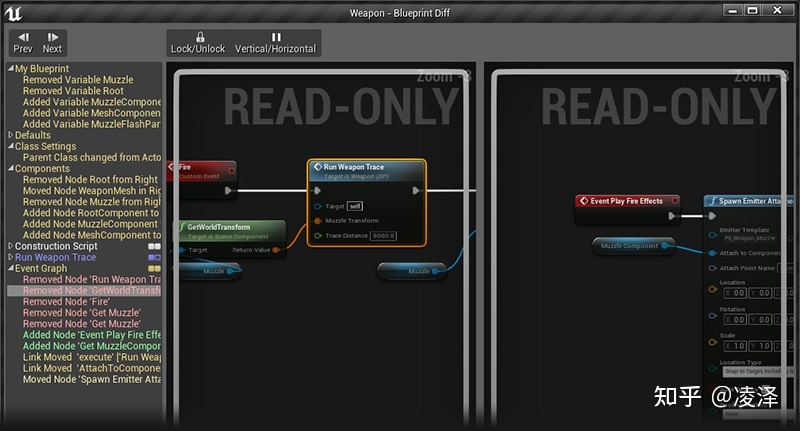 Weapon - Blueprint Diff
Prev
Next
Lock/Unlock
Vertical/Horizontal
My Blueprint
Removed Variable Muzzle
Removed Variable Root
Added Variable MuzzleCompone
Added Variable MeshComponent
Added Variable MuzzleFlashPar
Defaults
Class Settings
Parent Class changed from Acto
Components
Removed Node Root from Right
Moved Node WeaponMesh in Rig
Removed Node Muzzle from Righ
Added Node RootComponent to
Added Node MuzzleComponent
Added Node MeshComponent to
Construction Script
Run Weapon Trace
Event Graph
Removed Node 'Run Weapon Tra
Removed Node 'GetWorldTransf
Removed Node 'Fire'
Removed Node 'Get Muzzle'
Removed Node 'Get Muzzle'
Added Node 'Event Play Fire Effe
Added Node 'Get MuzzleCompon
Link Moved 'execute' ['Run Weap
Link Moved 'AttachToCompone
Moved Node 'Spawn Emitter Atta
Zoom -3
READ-ONLY
Fire
Custom Event
Run Weapon Trace
Target is Weapon (DP)
Target
self
Muzzle Transform
Trace Distance
5000.0
GetWorldTransform
Target is Scene Component
Target
Return Value
Muzzle
Muzzle
Zoom -3
READ-ONLY
Event Play Fire Effects
Muzzle Component
Spawn Emitter Attache
Emitter Template
PS_Weapon_Muzz
Attach to Component
Attach Point Name
Location
X 0.0 Y 0.0 Z
Rotation
X 0.0 Y 0.0 Z
Scale
X 1.0 Y 1.0 Z
Location Type
Snap to Target, Including S
None
知乎 @凌泽